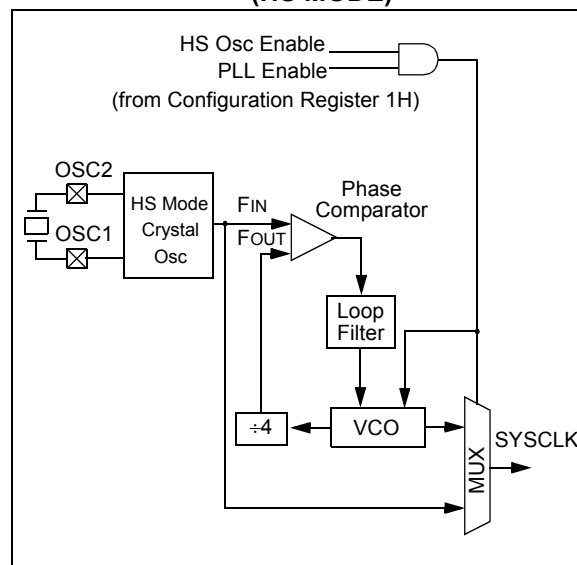 (HS MODE)
HS Osc Enable
PLL Enable
(from Configuration Register 1H)
OSC2
OSC1
HS Mode
Crystal
Osc
FIN
FOUT
Phase
Comparator
Loop
Filter
÷4
VCO
MUX
SYSCLK